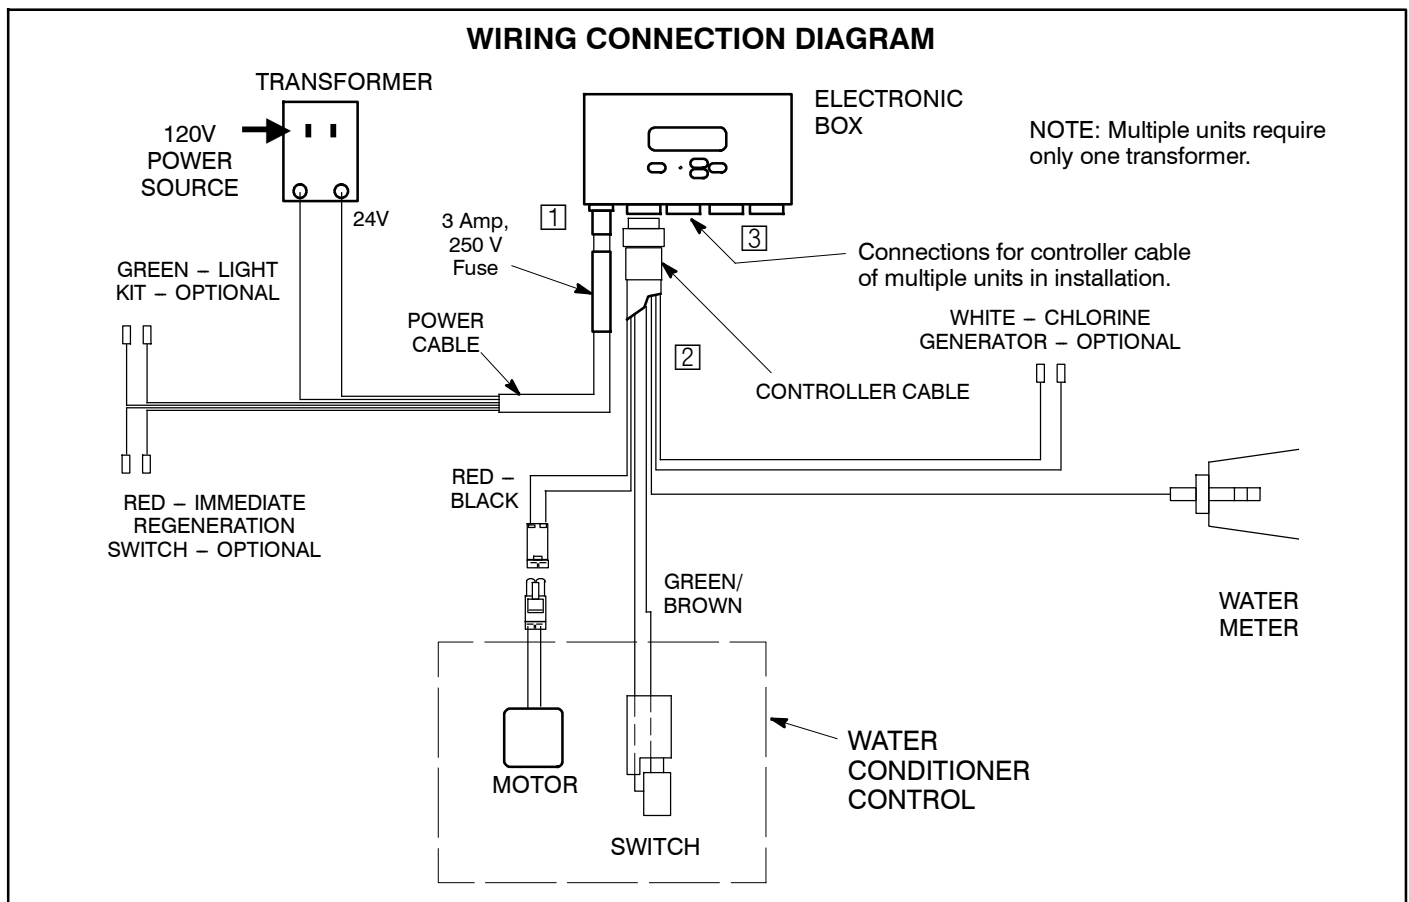 WIRING CONNECTION DIAGRAM
TRANSFORMER
120V
POWER
SOURCE
24V
ELECTRONIC
BOX
NOTE: Multiple units require
only one transformer.
1
3 Amp,
250 V
Fuse
3
Connections for controller cable
of multiple units in installation.
GREEN – LIGHT
KIT – OPTIONAL
POWER
CABLE
2
CONTROLLER CABLE
WHITE – CHLORINE
GENERATOR – OPTIONAL
RED – IMMEDIATE
REGENERATION
SWITCH – OPTIONAL
RED –
BLACK
GREEN/
BROWN
WATER
METER
MOTOR
SWITCH
WATER
CONDITIONER
CONTROL